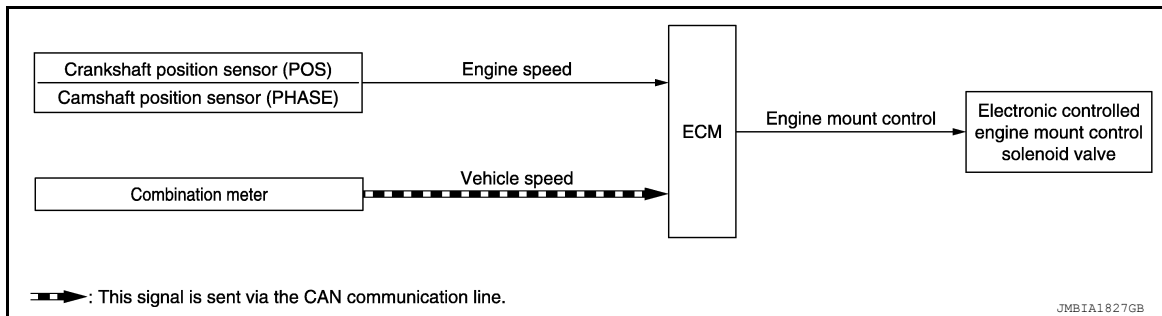 Crankshaft position sensor (POS)
Camshaft position sensor (PHASE)
Engine speed
Combination meter
Vehicle speed
ECM
Engine mount control
Electronic controlled
engine mount control
solenoid valve
: This signal is sent via the CAN communication line.
JMBIA1827GB